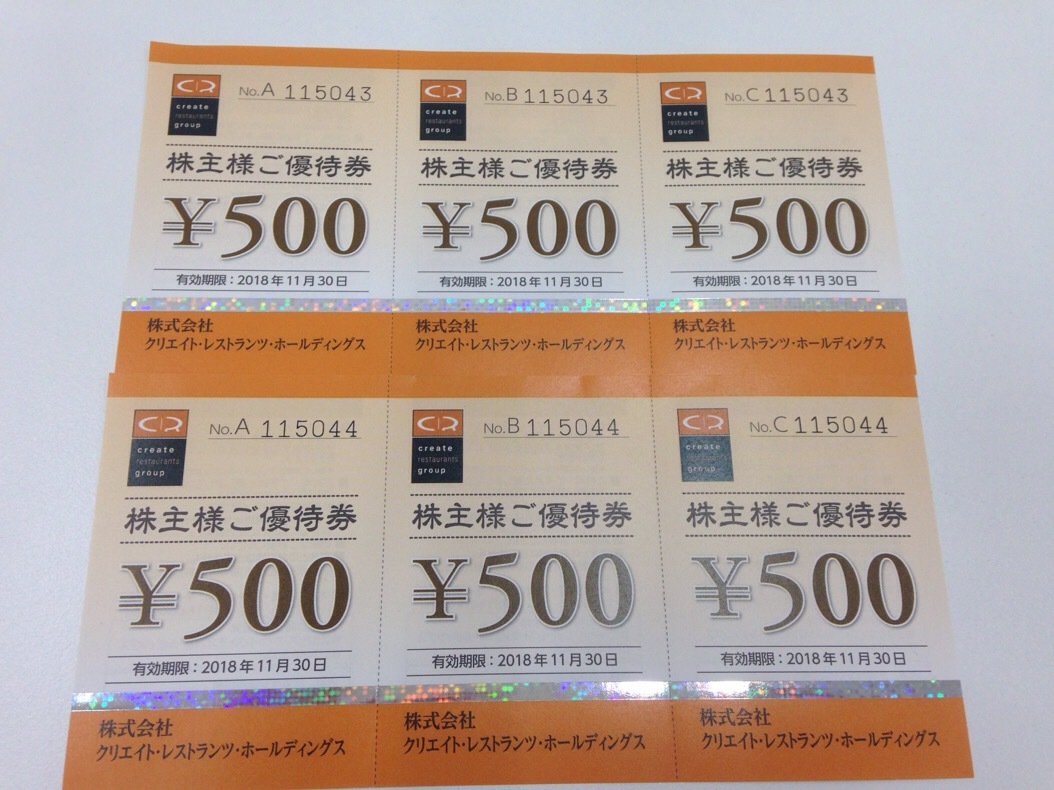 CR
create
restaurants
group
No.A 115043
株主様ご優待券
¥500
有効期限：2018年11月30日
株式会社
クリエイト・レストランツ・ホールディングス
CR
create
restaurants
group
No.B 115043
株主様ご優待券
¥500
有効期限：2018年11月30日
株式会社
クリエイト・レストランツ・ホールディングス
CR
create
restaurants
group
No.C 115043
株主様ご優待券
¥500
有効期限：2018年11月30日
株式会社
クリエイト・レストランツ・ホールディングス
CR
create
restaurants
group
No.A 115044
株主様ご優待券
¥500
有効期限：2018年11月30日
株式会社
クリエイト・レストランツ・ホールディングス
CR
create
restaurants
group
No.B 115044
株主様ご優待券
¥500
有効期限：2018年11月30日
株式会社
クリエイト・レストランツ・ホールディングス
CR
create
restaurants
group
No.C 115044
株主様ご優待券
¥500
有効期限：2018年11月30日
株式会社
クリエイト・レストランツ・ホールディングス